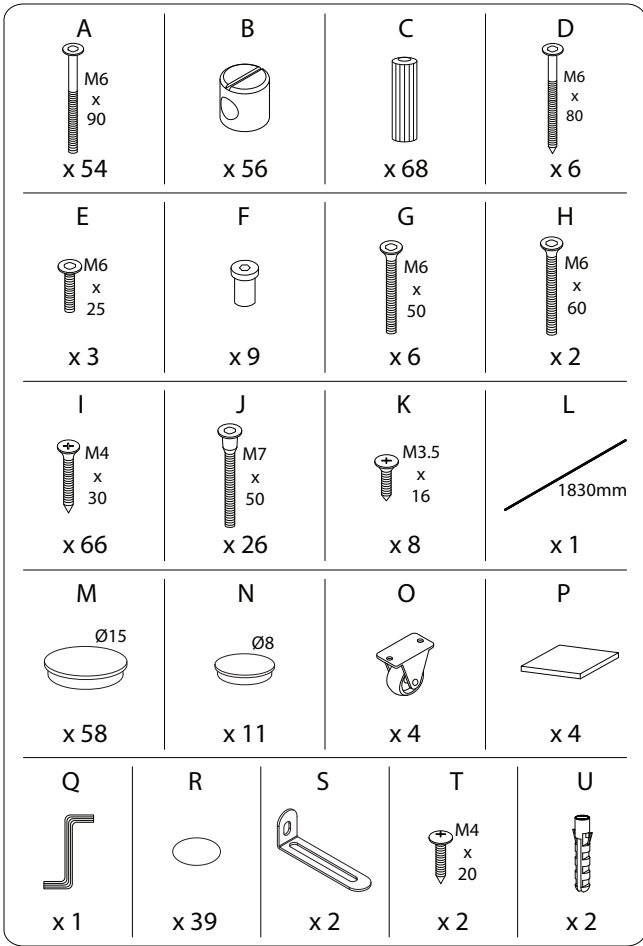 A B C D
M6
x
90
M6
x
80
x 54 x 56 x 68 x 6
E F G H
M6
x
25
M6
x
50
M6
x
60
x 3 x 9 x 6 x 2
I J K L
M4
x
30
M7
x
50
M3.5
x
16
1830mm
x 66 x 26 x 8 x 1
M N O P
Ø15
Ø8
x 58 x 11 x 4 x 4
Q R S T U
M4
x
20
x 1 x 39 x 2 x 2 x 2